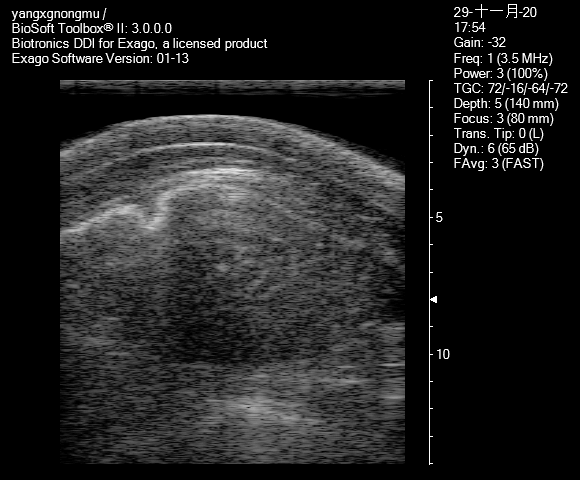 yangxgnongmu /
BioSoft Toolbox® II: 3.0.0.0
Biotronics DDI for Exago, a licensed product
Exago Software Version: 01-13
29-十一月-20
17:54
Gain: -32
Freq: 1 (3.5 MHz)
Power: 3 (100%)
TGC: 72/-16/-64/-72
Depth: 5 (140 mm)
Focus: 3 (80 mm)
Trans. Tip: 0 (L)
Dyn.: 6 (65 dB)
FAvg: 3 (FAST)
5
10